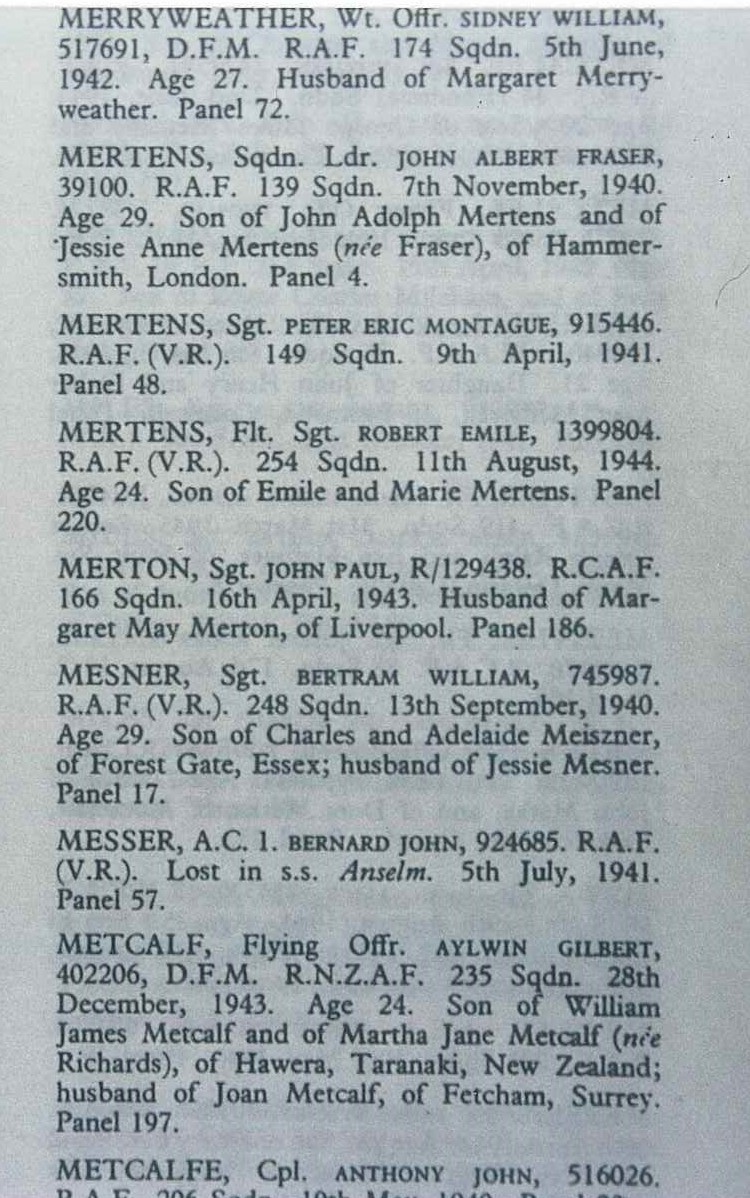 MERRYWEATHER, Wt. Offr. SIDNEY WILLIAM,
517691, D.F.M. R.A.F. 174 Sqdn. 5th June,
1942. Age 27. Husband of Margaret Merry-
weather. Panel 72.
MERTENS, Sqdn. Ldr. JOHN ALBERT FRASER,
39100. R.A.F. 139 Sqdn. 7th November, 1940.
Age 29. Son of John Adolph Mertens and of
Jessie Anne Mertens (née Fraser), of Hammer-
smith, London. Panel 4.
MERTENS, Sgt. PETER ERIC MONTAGUE, 915446.
R.A.F. (V.R.). 149 Sqdn. 9th April, 1941.
Panel 48.
MERTENS, Flt. Sgt. ROBERT EMILE, 1399804.
R.A.F. (V.R.). 254 Sqdn. 11th August, 1944.
Age 24. Son of Emile and Marie Mertens. Panel
220.
MERTON, Sgt. JOHN PAUL, R/129438. R.C.A.F.
166 Sqdn. 16th April, 1943. Husband of Mar-
garet May Merton, of Liverpool. Panel 186.
MESNER, Sgt. BERTRAM WILLIAM, 745987.
R.A.F. (V.R.). 248 Sqdn. 13th September, 1940.
Age 29. Son of Charles and Adelaide Meiszner,
of Forest Gate, Essex; husband of Jessie Mesner.
Panel 17.
MESSER, A.C. 1. BERNARD JOHN, 924685. R.A.F.
(V.R.). Lost in s.s. Anselm. 5th July, 1941.
Panel 57.
METCALF, Flying Offr. AYLWIN GILBERT,
402206, D.F.M. R.N.Z.A.F. 235 Sqdn. 28th
December, 1943. Age 24. Son of William
James Metcalf and of Martha Jane Metcalf (née
Richards), of Hawera, Taranaki, New Zealand;
husband of Joan Metcalf, of Fetcham, Surrey.
Panel 197.
METCALFE, Cpl. ANTHONY JOHN, 516026.
R.A.F. 206 Sqdn.